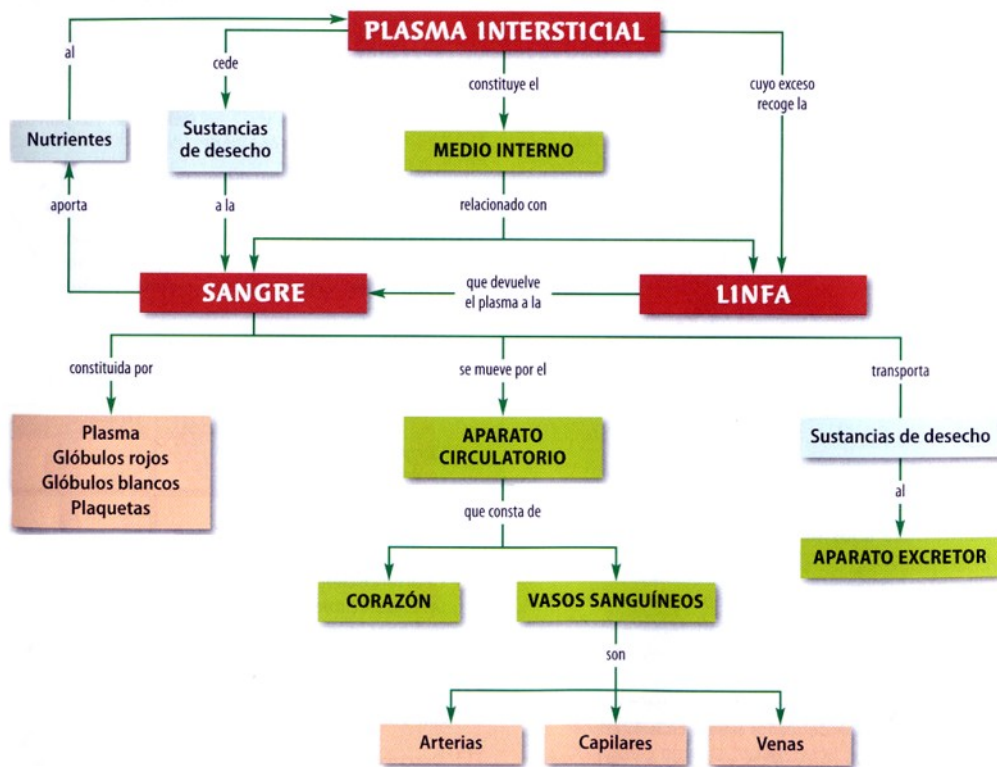 PLASMA INTERSTICIAL
al
cede
constituye el
cuyo exceso
recoge la
Nutrientes
Sustancias
de desecho
MEDIO INTERNO
aporta
a la
relacionado con
SANGRE
que devuelve
el plasma a la
LINFA
constituida por
se mueve por el
transporta
Plasma
Glóbulos rojos
Glóbulos blancos
Plaquetas
APARATO
CIRCULATORIO
Sustancias de desecho
que consta de
al
APARATO EXCRETOR
CORAZÓN
VASOS SANGUÍNEOS
son
Arterias
Capilares
Venas